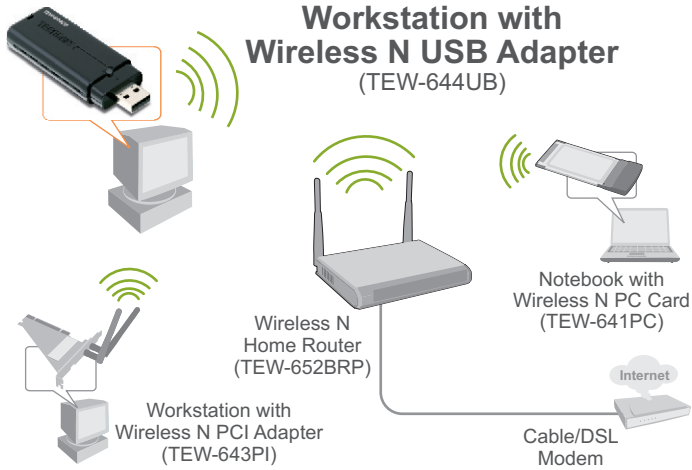 Workstation with
Wireless N USB Adapter
(TEW-644UB)
TRENDNET
Notebook with
Wireless N PC Card
(TEW-641PC)
Wireless N
Home Router
(TEW-652BRP)
Internet
Workstation with
Wireless N PCI Adapter
(TEW-643PI)
Cable/DSL
Modem